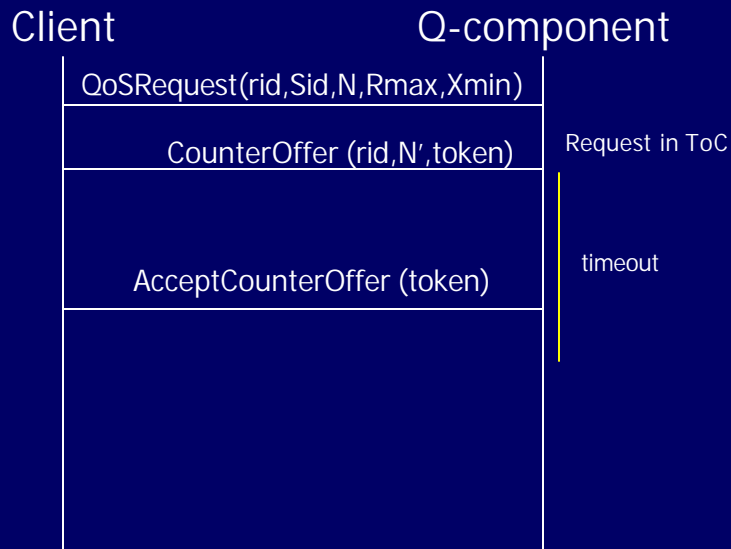 Client
Q-component
QoSRequest(rid,Sid,N,Rmax,Xmin)
CounterOffer (rid,N′,token)
Request in ToC
timeout
AcceptCounterOffer (token)